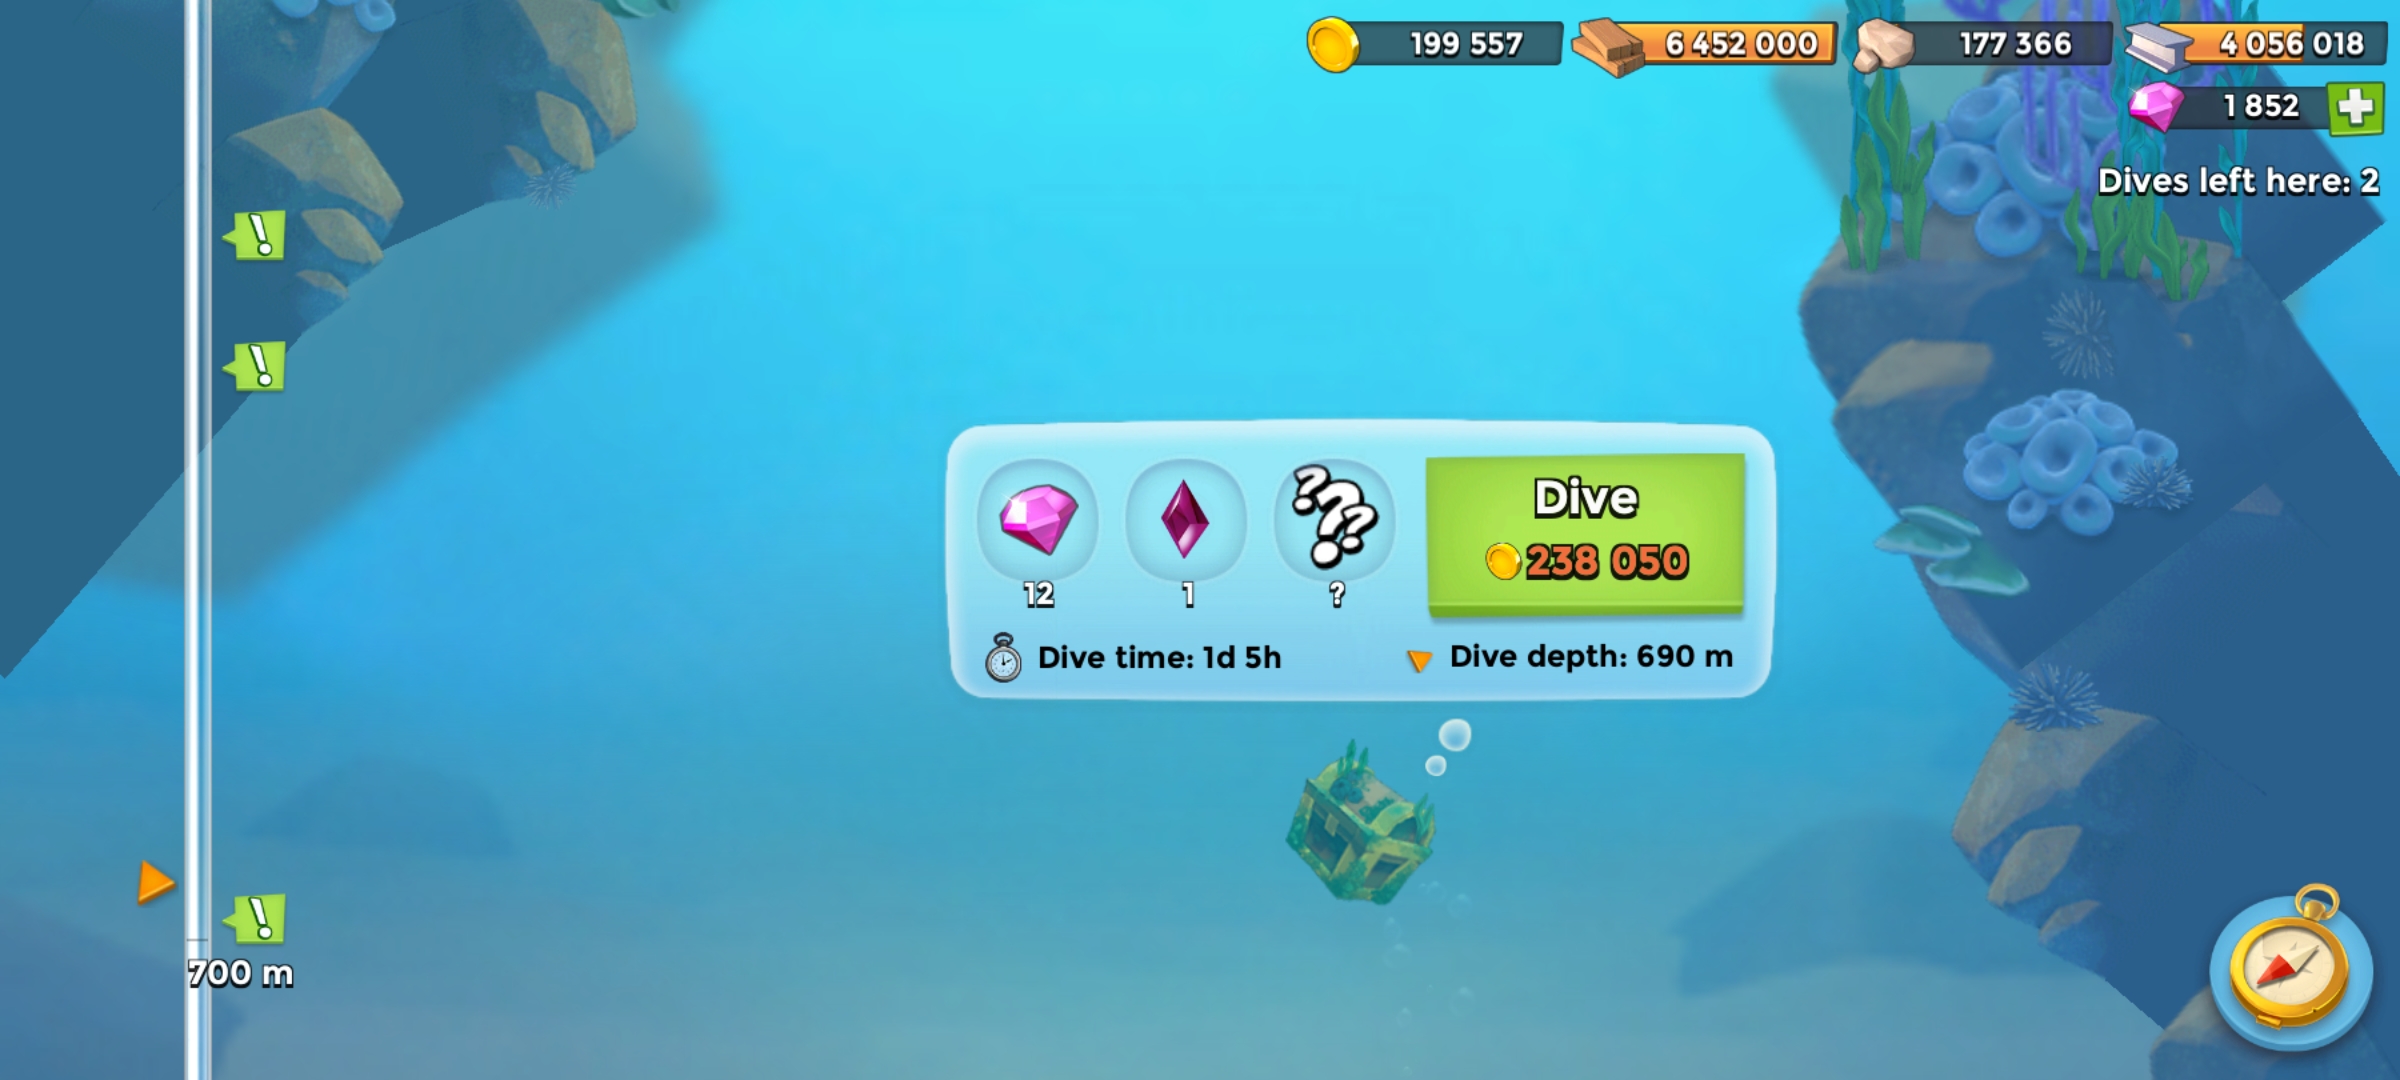 199 557
6 452 000
177 366
4 056 018
1 852
Dives left here: 2
!
!
???
Dive
238 050
12
1
?
Dive time: 1d 5h
Dive depth: 690 m
!
700 m